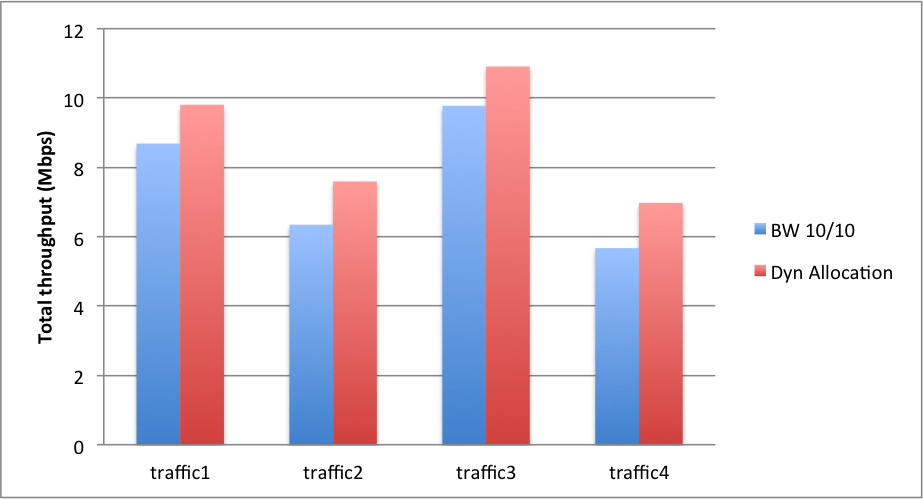 Total throughput (Mbps)
12
10
8
6
4
2
0
traffic1 traffic2 traffic3 traffic4
BW 10/10
Dyn Allocation